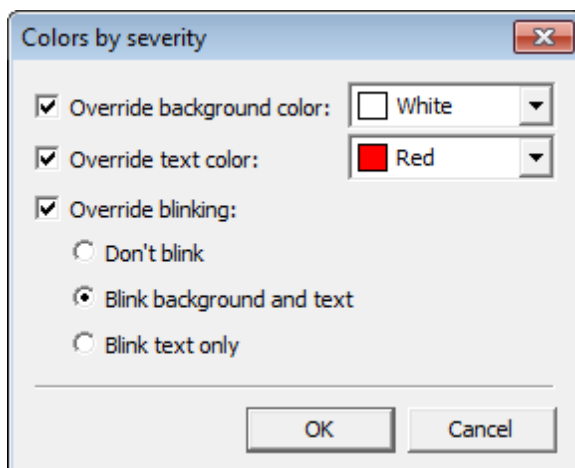 Colors by severity
Override background color: White
Override text color: Red
Override blinking:
Don't blink
Blink background and text
Blink text only
OK Cancel